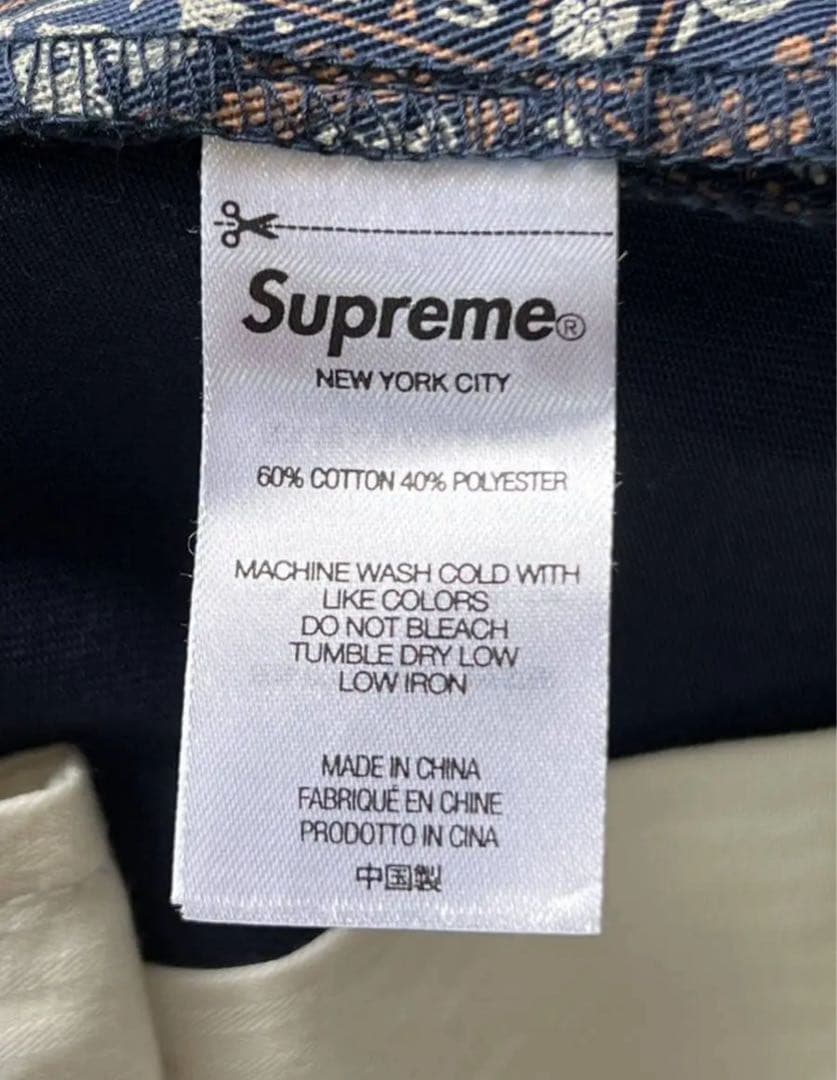 Supreme®
NEW YORK CITY
60% COTTON 40% POLYESTER
MACHINE WASH COLD WITH
LIKE COLORS
DO NOT BLEACH
TUMBLE DRY LOW
LOW IRON
MADE IN CHINA
FABRIQUÉ EN CHINE
PRODOTTO IN CINA
中国製